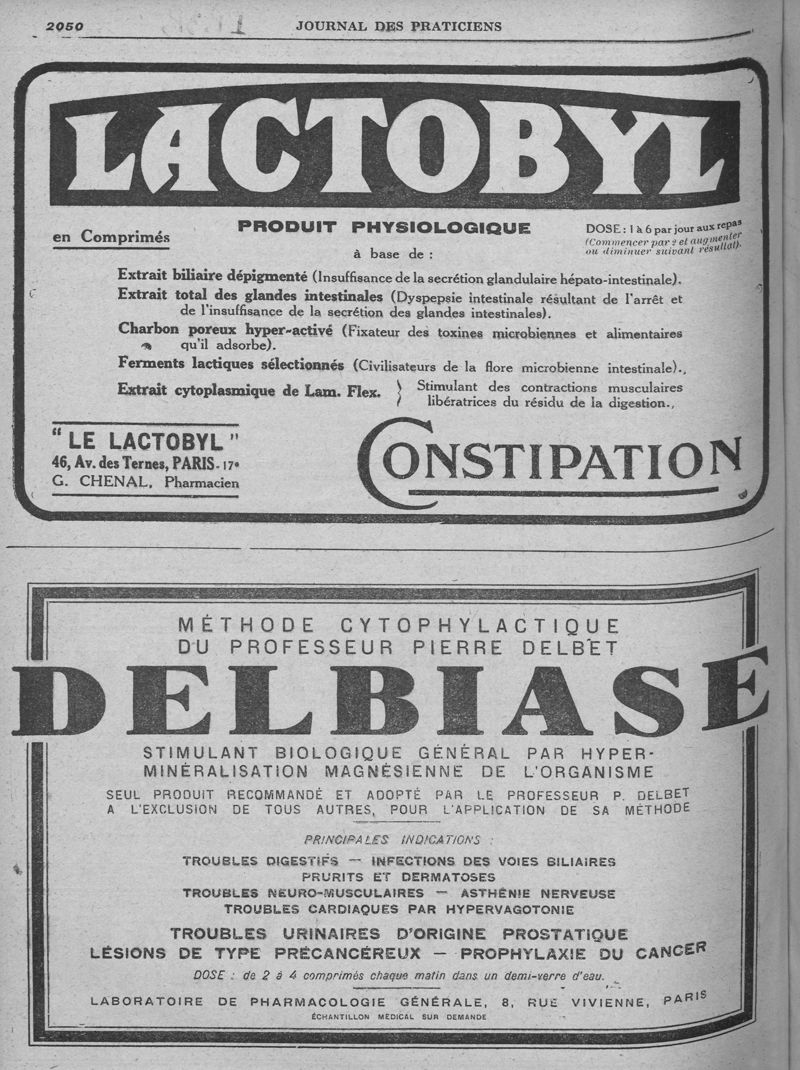 2050
JOURNAL DES PRATICIENS
LACTOBYL
en Comprimés
PRODUIT PHYSIOLOGIQUE
à base de :
DOSE : 1 à 6 par jour aux repas
(Commencer par 2 et augmenter
ou diminuer suivant résultat).
Extrait biliaire dépigmenté (Insuffisance de la secrétion glandulaire hépato-intestinale).
Extrait total des glandes intestinales (Dyspepsie intestinale résultant de l'arrêt et
de l'insuffisance de la secrétion des glandes intestinales).
Charbon poreux hyper-activé (Fixateur des toxines microbiennes et alimentaires
qu'il adsorbe).
Ferments lactiques sélectionnés (Civilisateurs de la flore microbienne intestinale).,
Extrait cytoplasmique de Lam. Flex. } Stimulant des contractions musculaires
libératrices du résidu de la digestion.,
"LE LACTOBYL"
46, Av. des Ternes, PARIS-17e
G. CHENAL, Pharmacien
CONSTIPATION
MÉTHODE CYTOPHYLACTIQUE
DU PROFESSEUR PIERRE DELBET
DELBIASE
STIMULANT BIOLOGIQUE GÉNÉRAL PAR HYPER-
MINÉRALISATION MAGNÉSIENNE DE L'ORGANISME
SEUL PRODUIT RECOMMANDÉ ET ADOPTÉ PAR LE PROFESSEUR P. DELBET
A L'EXCLUSION DE TOUS AUTRES, POUR L'APPLICATION DE SA MÉTHODE
PRINCIPALES INDICATIONS :
TROUBLES DIGESTIFS — INFECTIONS DES VOIES BILIAIRES
PRURITS ET DERMATOSES
TROUBLES NEURO-MUSCULAIRES — ASTHÉNIE NERVEUSE
TROUBLES CARDIAQUES PAR HYPERVAGOTONIE
TROUBLES URINAIRES D'ORIGINE PROSTATIQUE
LÉSIONS DE TYPE PRÉCANCÉREUX — PROPHYLAXIE DU CANCER
DOSE : de 2 à 4 comprimés chaque matin dans un demi-verre d'eau.
LABORATOIRE DE PHARMACOLOGIE GÉNÉRALE, 8, RUE VIVIENNE, PARIS
ÉCHANTILLON MÉDICAL SUR DEMANDE